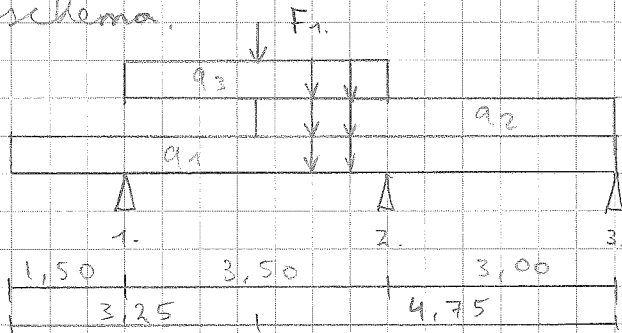 schema.
F1.
q3
q2
q1
1. 2. 3.
1,50 3,50 3,00
3,25 4,75